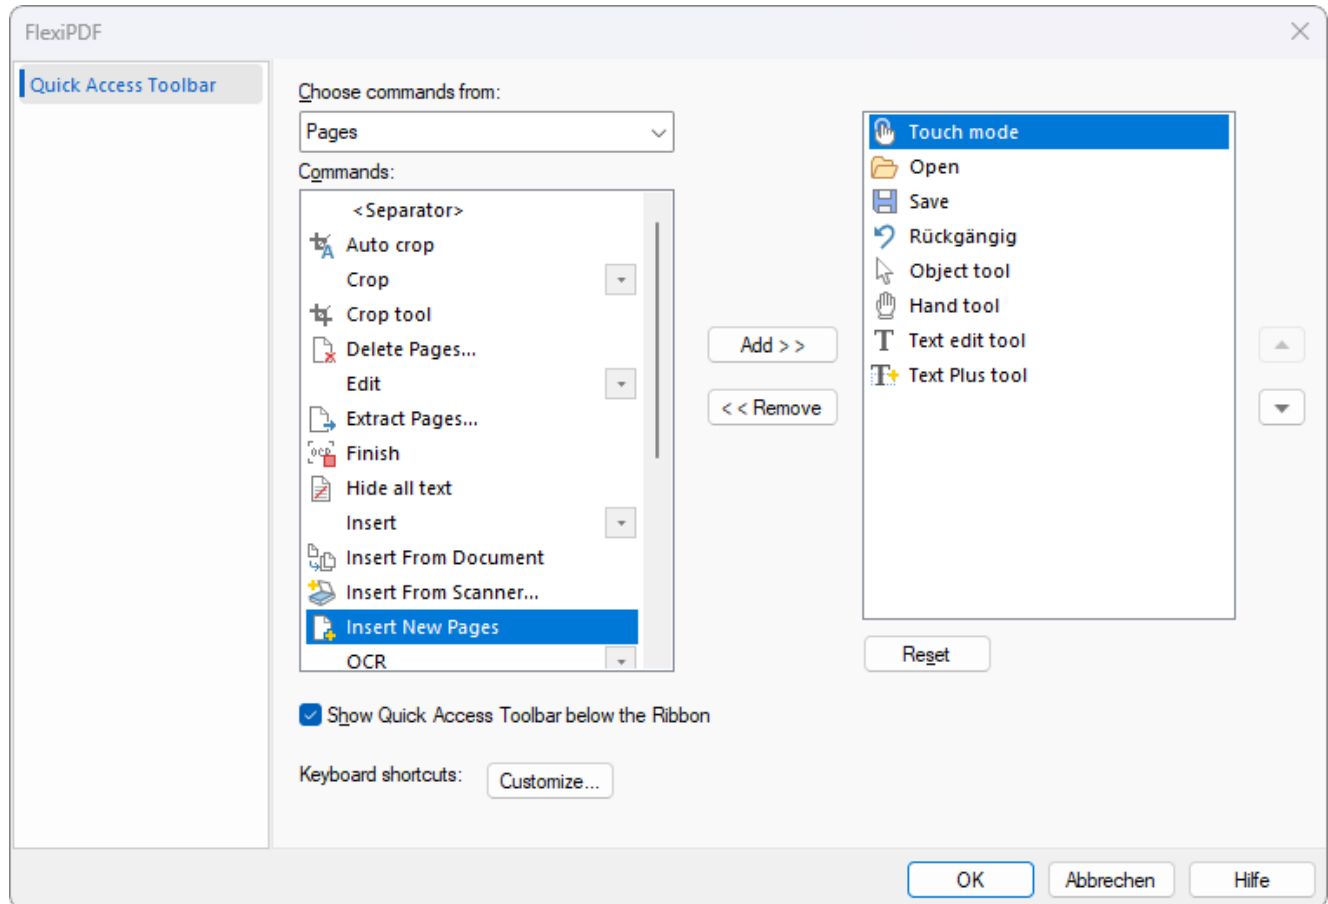 FlexiPDF
Quick Access Toolbar
Choose commands from:
Pages
Commands:
<Separator>
Auto crop
Crop
Crop tool
Delete Pages...
Edit
Extract Pages...
Finish
Hide all text
Insert
Insert From Document
Insert From Scanner...
Insert New Pages
OCR
Add > >
< < Remove
Touch mode
Open
Save
Rückgängig
Object tool
Hand tool
Text edit tool
Text Plus tool
Reset
Show Quick Access Toolbar below the Ribbon
Keyboard shortcuts:
Customize...
OK
Abbrechen
Hilfe